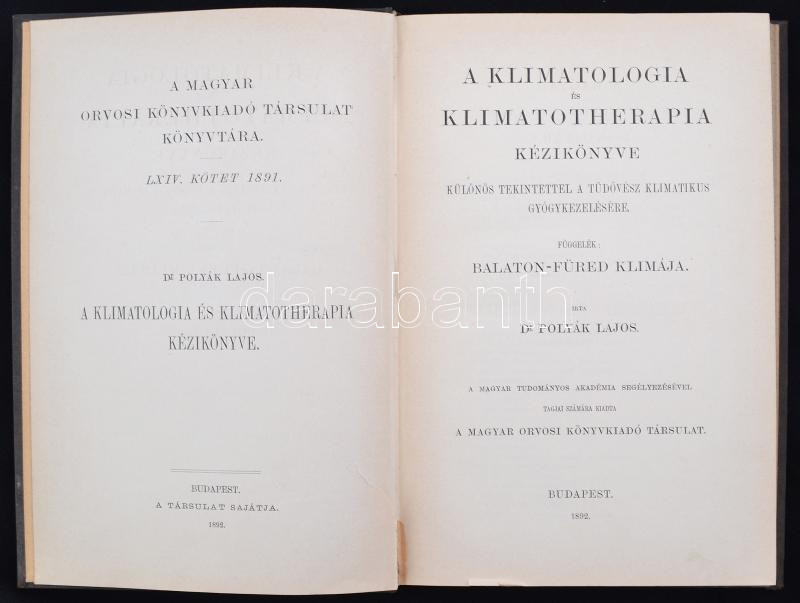 A MAGYAR
ORVOSI KÖNYVKIADÓ TÁRSULAT
KÖNYVTÁRA.
LXIV. KÖTET 1891.
Dr POLYÁK LAJOS.
A KLIMATOLOGIA ÉS KLIMATOTHERAPIA
KÉZIKÖNYVE.
BUDAPEST.
A TÁRSULAT SAJÁTJA.
1892.
A KLIMATOLOGIA
ÉS
KLIMATOTHERAPIA
KÉZIKÖNYVE
KÜLÖNÖS TEKINTETTEL A TÜDŐVÉSZ KLIMATIKUS
GYÓGYKEZELÉSÉRE.
FÜGGELÉK:
BALATON-FÜRED KLIMÁJA.
IRTA
Dr POLYÁK LAJOS.
A MAGYAR TUDOMÁNYOS AKADÉMIA SEGÉLYEZÉSÉVEL
TAGJAI SZÁMÁRA KIADTA
A MAGYAR ORVOSI KÖNYVKIADÓ TÁRSULAT.
BUDAPEST.
1892.
darabanth.com